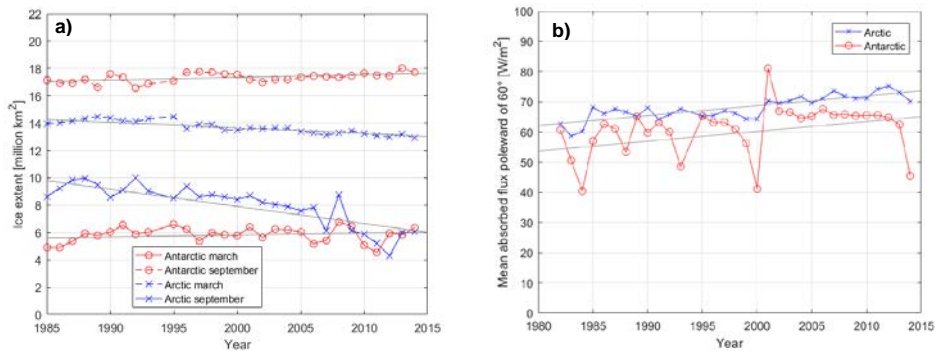 a)
22
20
18
16
14
12
10
8
6
4
2
0
Ice extent [million km²]
Antarctic march
Antarctic september
Arctic march
Arctic september
1985 1990 1995 2000 2005 2010 2015
Year
b)
100
90
80
70
60
50
40
30
20
10
0
Mean absorbed flux poleward of 60° [W/m²]
Arctic
Antarctic
1980 1985 1990 1995 2000 2005 2010 2015
Year